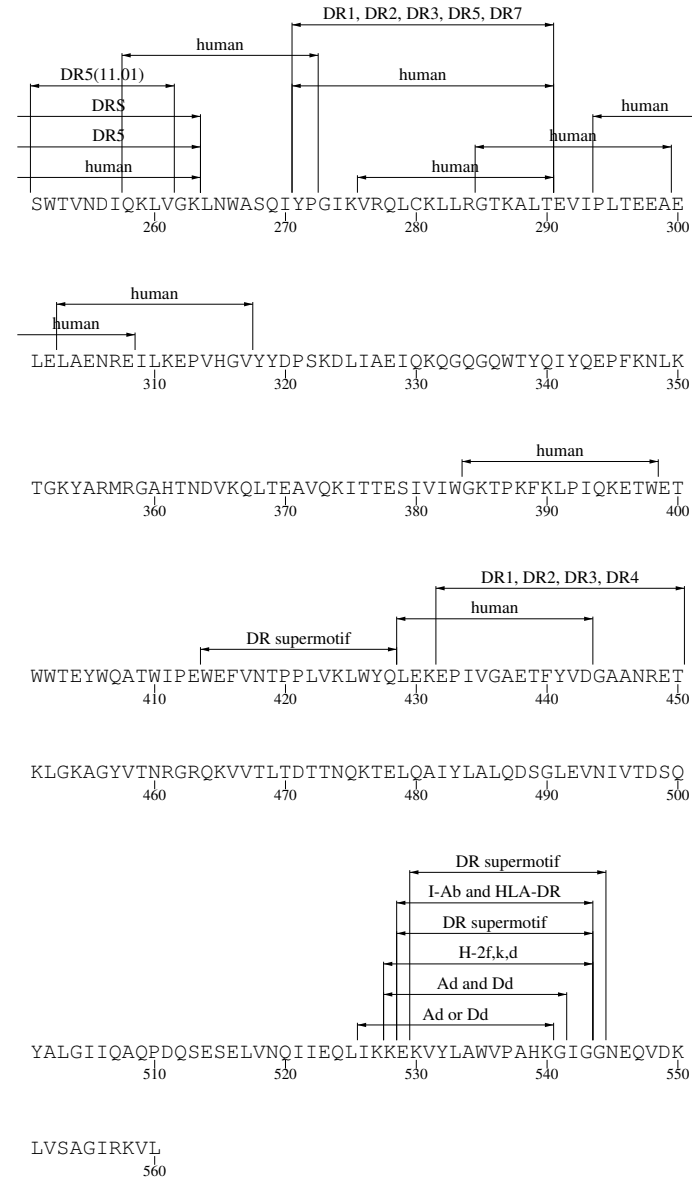 DR1, DR2, DR3, DR5, DR7
human
DR5(11.01) human
DRS human
DR5 human
human human
SWTVNDIQKLVGKLNWASQIYPGIKVRQLCKLLRGTKALTEVIPLTEEAE
260 270 280 290 300
human
human
LELAENREILKEPVHGVYYDPSKDLIAEIQKQGQGQWTYQIYQEPFKNLK
310 320 330 340 350
human
TGKYARMRGAHTNDVKQLTEAVQKITTESIVIWGKTPKFKLPIQKETWET
360 370 380 390 400
DR1, DR2, DR3, DR4
human
DR supermotif
WWTEYWQATWIPEWEFVNTPPLVKLWYQLEKEPIVGAETFYVDGAANRET
410 420 430 440 450
KLGKAGYVTNRGRQKVVTLTDTTNQKTELQAIYLALQDSGLEVNIVTDSQ
460 470 480 490 500
DR supermotif
I-Ab and HLA-DR
DR supermotif
H-2f,k,d
Ad and Dd
Ad or Dd
YALGIIQAQPDQSESELVNQIIEQLIKKEKVYLAWVPAHKGIGGNEQVDK
510 520 530 540 550
LVSAGIRKVL
560